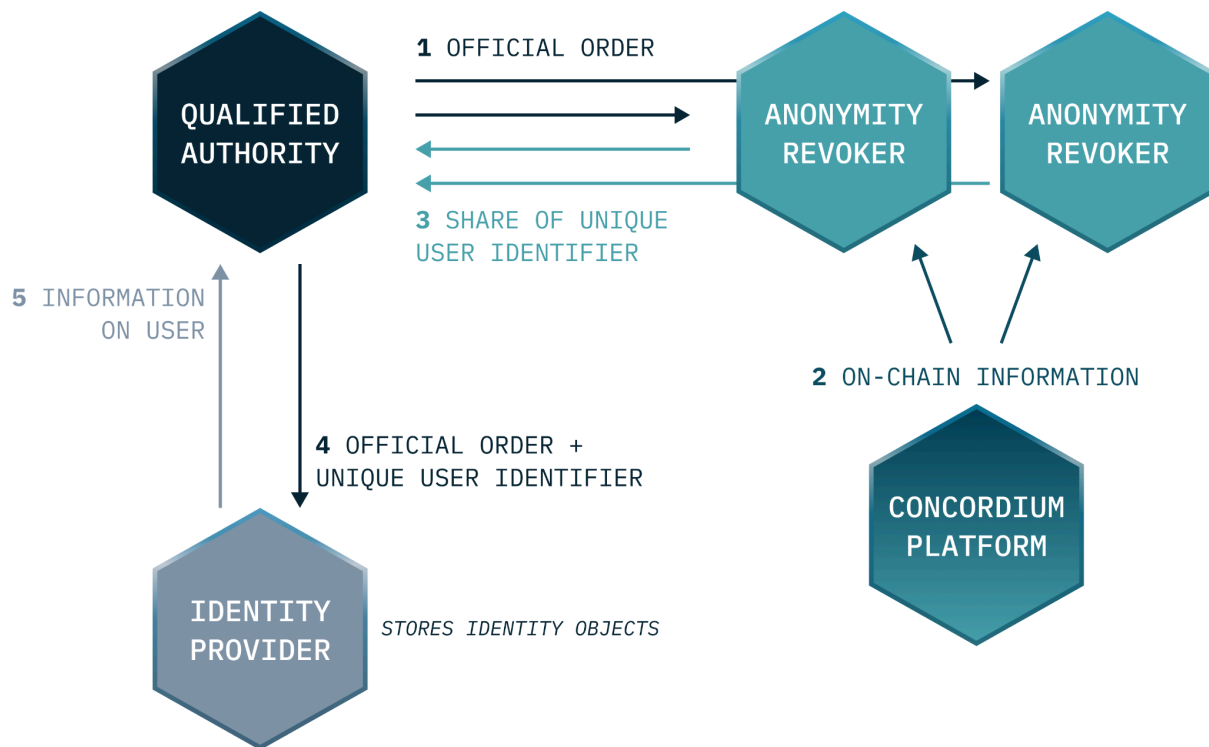 1 OFFICIAL ORDER
QUALIFIED
AUTHORITY
ANONYMITY
REVOKER
ANONYMITY
REVOKER
3 SHARE OF UNIQUE
USER IDENTIFIER
5 INFORMATION
ON USER
2 ON-CHAIN INFORMATION
4 OFFICIAL ORDER +
UNIQUE USER IDENTIFIER
CONCORDIUM
PLATFORM
IDENTITY
PROVIDER
STORES IDENTITY OBJECTS